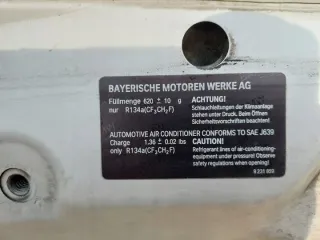 BAYERISCHE MOTOREN WERKE AG
Füllmenge 620 ± 10 g
nur R134a(CF3CH2F)
ACHTUNG!
Schlauchleitungen der Klimaanlage
stehen unter Druck. Beim Öffnen
Sicherheitsvorschriften beachten!
AUTOMOTIVE AIR CONDITIONER CONFORMS TO SAE J639
Charge 1.36 ± 0.02 lbs
only R134a(CF3CH2F)
CAUTION!
Refrigerant lines of air-conditioning-
equipment under pressure! Obey
safety regulations when opening!